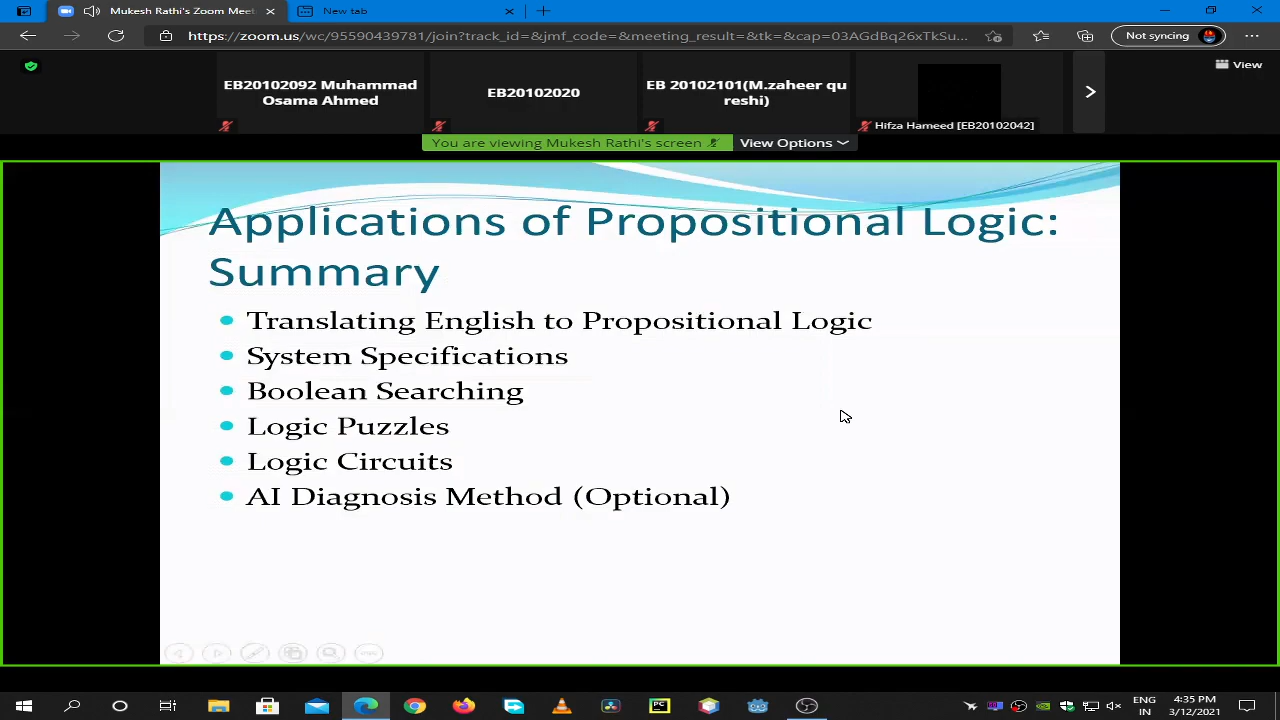 Mukesh Rathi's Zoom Meet
New tab
https://zoom.us/wc/95590439781/join?track_id=&jmf_code=&meeting_result=&tk=&cap=03AGdBq26xTkSu...
Not syncing
EB20102092 Muhammad
Osama Ahmed
EB20102020
EB 20102101(M.zaheer qu
reshi)
Hifza Hameed [EB20102042]
View
You are viewing Mukesh Rathi's screen
View Options
Applications of Propositional Logic:
Summary
Translating English to Propositional Logic
System Specifications
Boolean Searching
Logic Puzzles
Logic Circuits
AI Diagnosis Method (Optional)
PC
ENG
IN
4:35 PM
3/12/2021